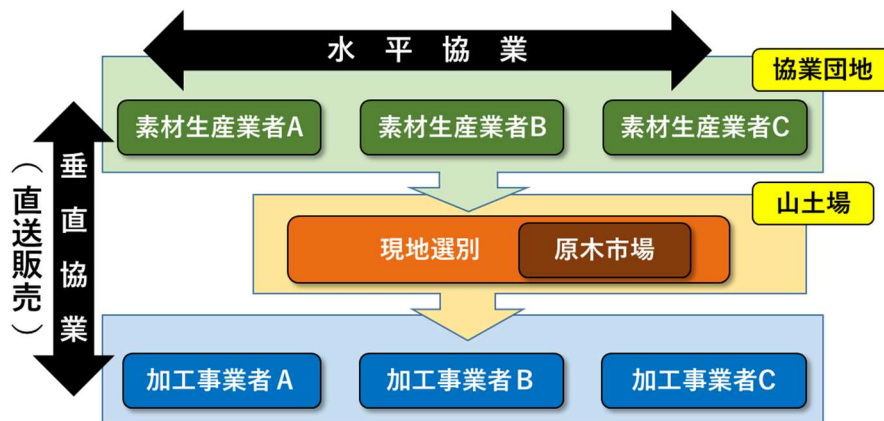 水平協業
協業団地
素材生産業者A
素材生産業者B
素材生産業者C
垂直協業
（直送販売）
山土場
現地選別
原木市場
加工事業者A
加工事業者B
加工事業者C